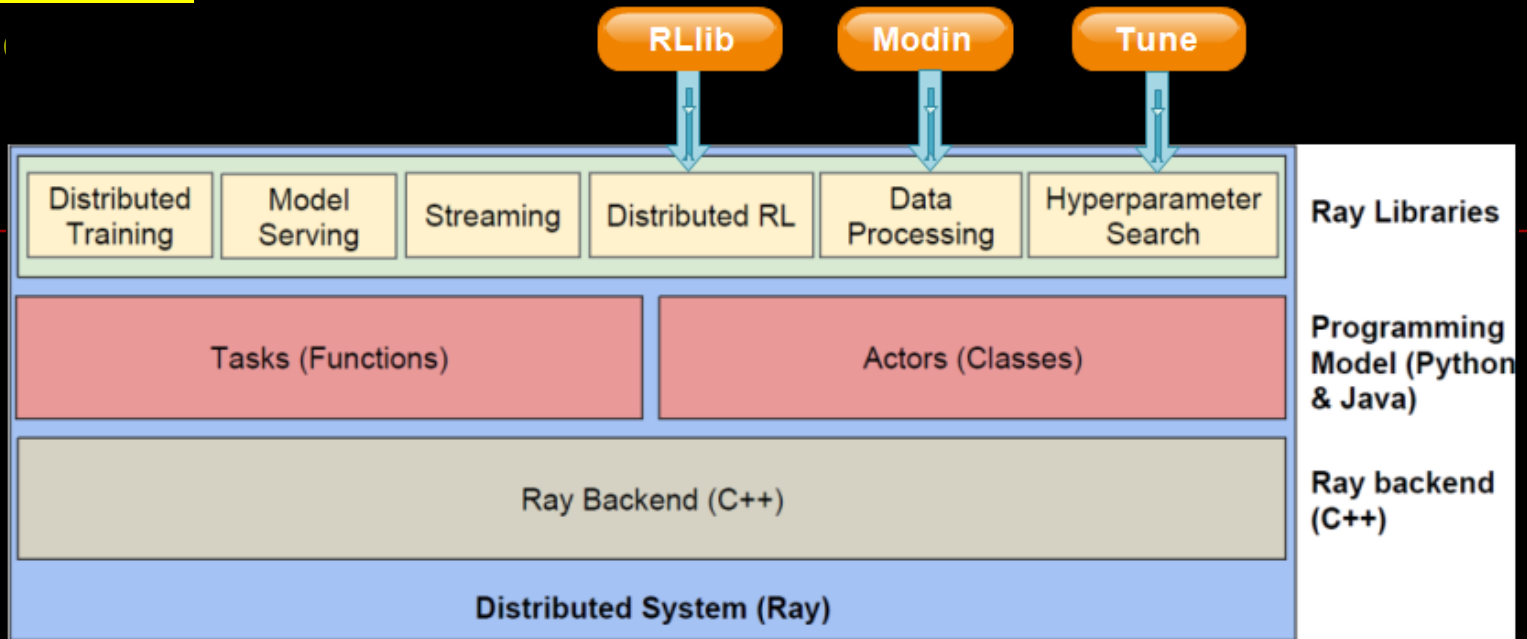 RLlib
Modin
Tune
Distributed
Training
Model
Serving
Streaming
Distributed RL
Data
Processing
Hyperparameter
Search
Ray Libraries
Tasks (Functions)
Actors (Classes)
Programming
Model (Python
& Java)
Ray Backend (C++)
Ray backend
(C++)
Distributed System (Ray)